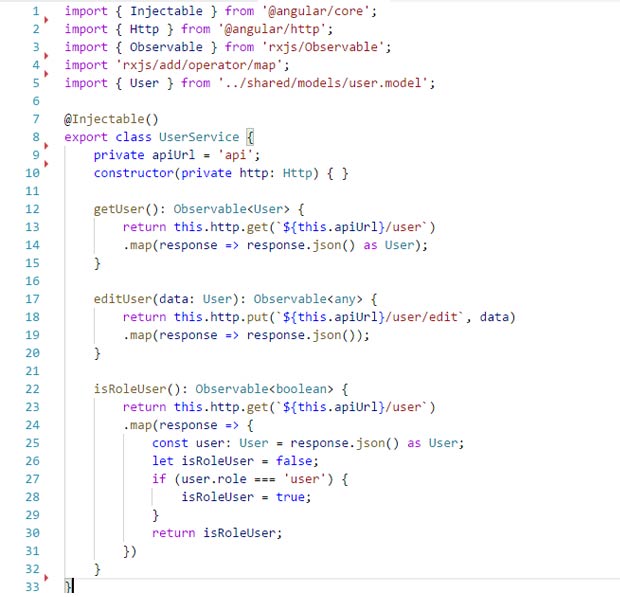 1 import { Injectable } from '@angular/core';
2 import { Http } from '@angular/http';
3 import { Observable } from 'rxjs/Observable';
4 import 'rxjs/add/operator/map';
5 import { User } from '../shared/models/user.model';
6
7 @Injectable()
8 export class UserService {
9     private apiUrl = 'api';
10     constructor(private http: Http) { }
11
12     getUser(): Observable<User> {
13         return this.http.get(`${this.apiUrl}/user`)
14         .map(response => response.json() as User);
15     }
16
17     editUser(data: User): Observable<any> {
18         return this.http.put(`${this.apiUrl}/user/edit`, data)
19         .map(response => response.json());
20     }
21
22     isRoleUser(): Observable<boolean> {
23         return this.http.get(`${this.apiUrl}/user`)
24         .map(response => {
25             const user: User = response.json() as User;
26             let isRoleUser = false;
27             if (user.role === 'user') {
28                 isRoleUser = true;
29             }
30             return isRoleUser;
31         })
32     }
33 }